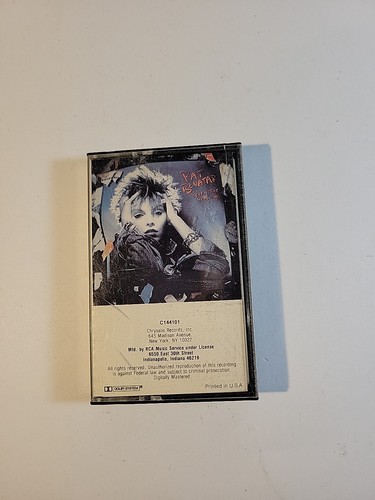 PAT
BENATAR
C144101
Chrysalis Records, Inc.
645 Madison Avenue
New York, NY 10022
Mfd. by RCA Music Service under License
6550 East 30th Street
Indianapolis, Indiana 46219
All rights reserved. Unauthorized reproduction of this recording
is against Federal law and subject to criminal prosecution.
Digitally Mastered
DOLBY SYSTEM
Printed in U.S.A.